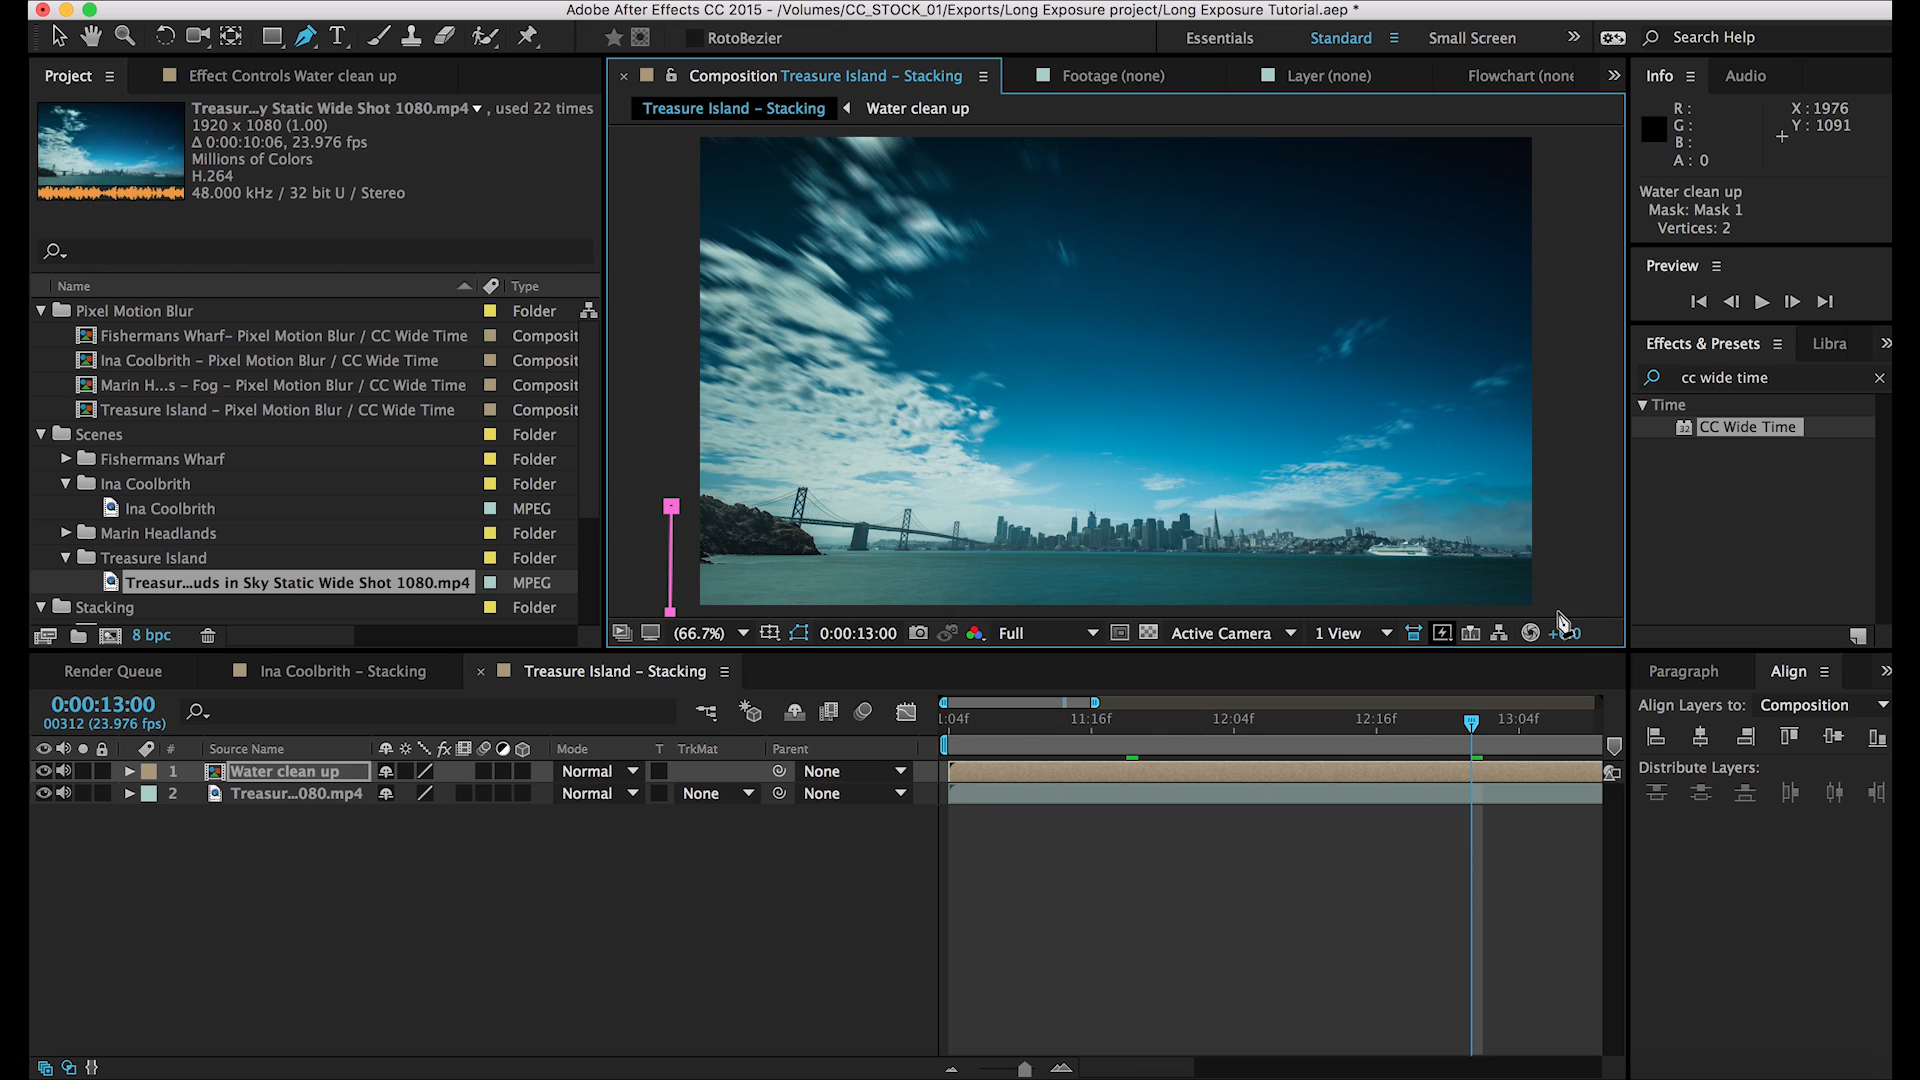 Adobe After Effects CC 2015 - /Volumes/CC_STOCK_01/Exports/Long Exposure project/Long Exposure Tutorial.aep *
T
RotoBezier
Essentials
Standard
Small Screen
Search Help
Project
Effect Controls Water clean up
Composition Treasure Island – Stacking
Footage (none)
Layer (none)
Flowchart (none
Info
Audio
Treasur...y Static Wide Shot 1080.mp4 , used 22 times
1920 x 1080 (1.00)
Δ 0:00:10:06, 23.976 fps
Millions of Colors
H.264
48.000 kHz / 32 bit U / Stereo
Treasure Island – Stacking
Water clean up
R :
G :
B :
A : 0
X : 1976
Y : 1091
Water clean up
Mask: Mask 1
Vertices: 2
Preview
Effects & Presets
Libra
cc wide time
Time
32 CC Wide Time
Name
Type
Pixel Motion Blur
Folder
Fishermans Wharf– Pixel Motion Blur / CC Wide Time
Composit
Ina Coolbrith – Pixel Motion Blur / CC Wide Time
Composit
Marin H...s – Fog – Pixel Motion Blur / CC Wide Time
Composit
Treasure Island – Pixel Motion Blur / CC Wide Time
Composit
Scenes
Folder
Fishermans Wharf
Folder
Ina Coolbrith
Folder
Ina Coolbrith
MPEG
Marin Headlands
Folder
Treasure Island
Folder
Treasur...uds in Sky Static Wide Shot 1080.mp4
MPEG
Stacking
Folder
8 bpc
(66.7%)
0:00:13:00
Full
Active Camera
1 View
Render Queue
Ina Coolbrith – Stacking
Treasure Island – Stacking
Paragraph
Align
0:00:13:00
00312 (23.976 fps)
1:04f
11:16f
12:04f
12:16f
13:04f
Align Layers to:
Composition
Distribute Layers:
#
Source Name
fx
Mode
T
TrkMat
Parent
1
Water clean up
Normal
None
2
Treasur...080.mp4
Normal
None
None